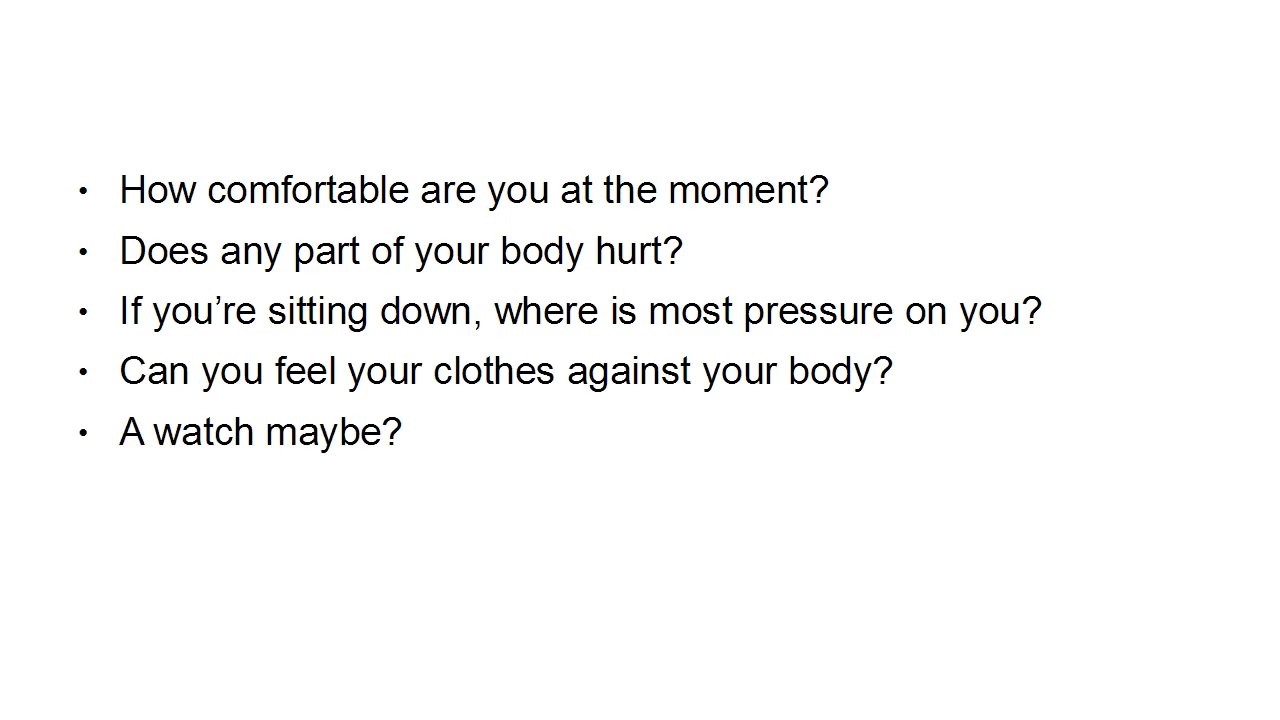 • How comfortable are you at the moment?
• Does any part of your body hurt?
• If you’re sitting down, where is most pressure on you?
• Can you feel your clothes against your body?
• A watch maybe?